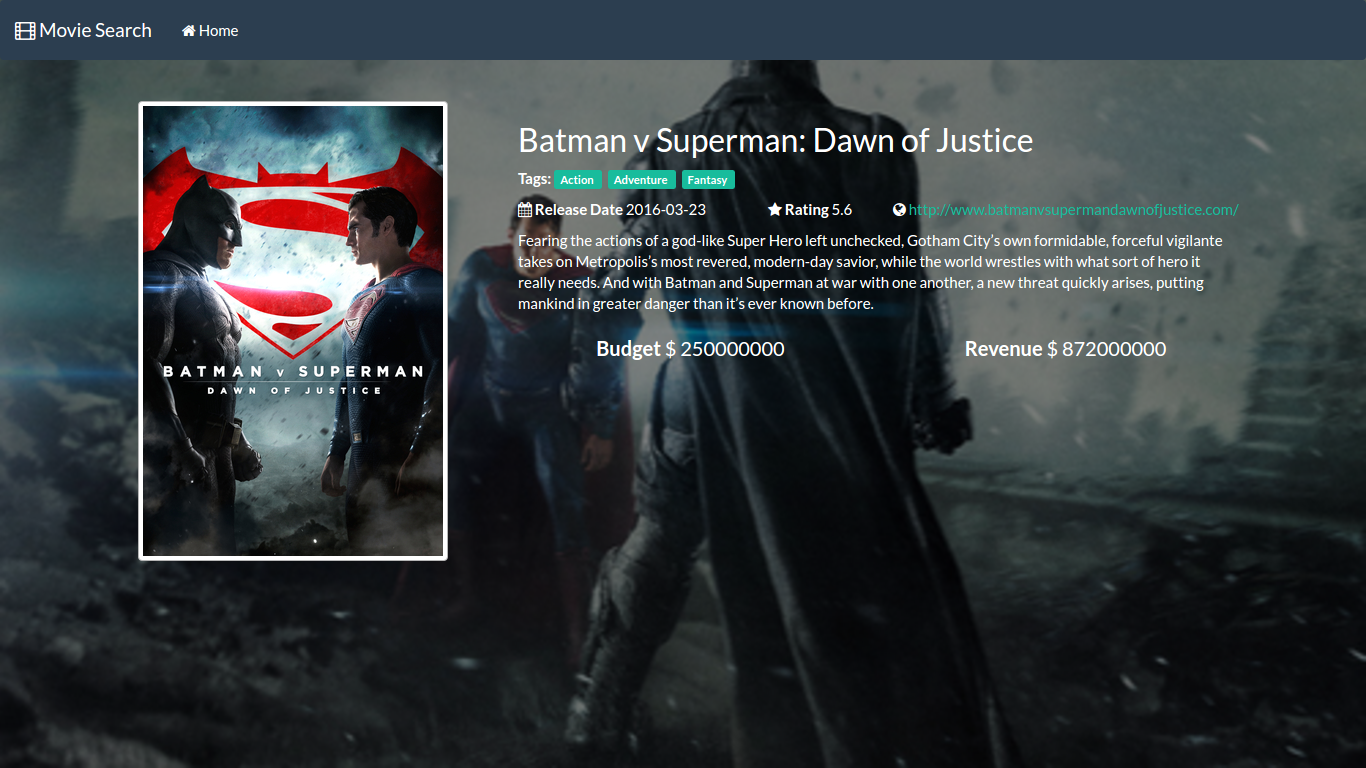 Movie Search Home
BATMAN v SUPERMAN
DAWN OF JUSTICE
Batman v Superman: Dawn of Justice
Tags: Action Adventure Fantasy
Release Date 2016-03-23 Rating 5.6 http://www.batmanvsupermandawnofjustice.com/
Fearing the actions of a god-like Super Hero left unchecked, Gotham City’s own formidable, forceful vigilante
takes on Metropolis’s most revered, modern-day savior, while the world wrestles with what sort of hero it
really needs. And with Batman and Superman at war with one another, a new threat quickly arises, putting
mankind in greater danger than it’s ever known before.
Budget $ 250000000 Revenue $ 872000000